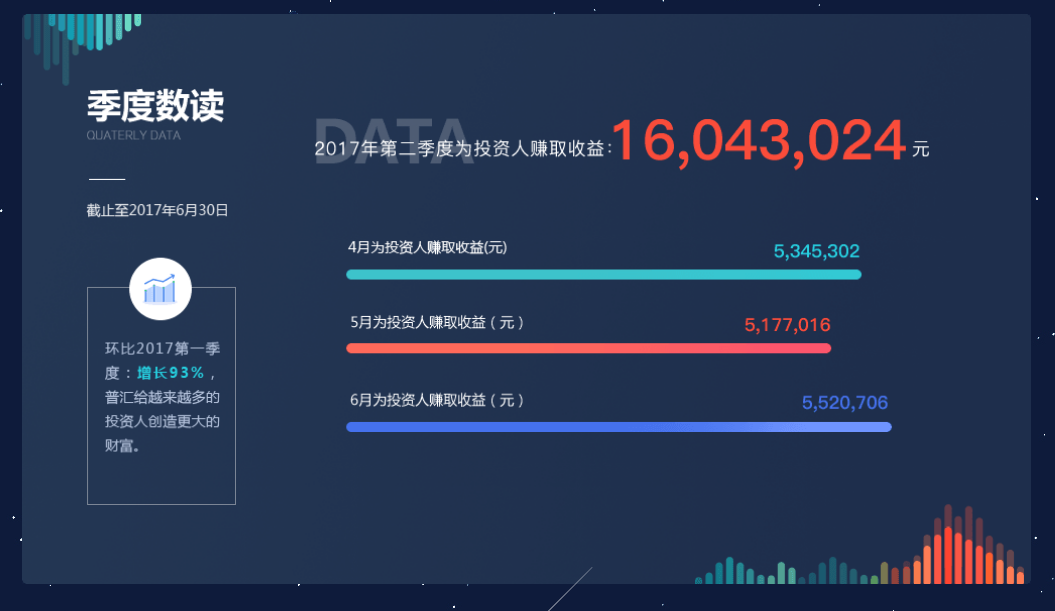 季度数读
QUATERLY DATA
截止至2017年6月30日
环比2017第一季
度：增长93%，
普汇给越来越多的
投资人创造更大的
财富。
DATA
2017年第二季度为投资人赚取收益:16,043,024元
4月为投资人赚取收益(元)
5,345,302
5月为投资人赚取收益（元）
5,177,016
6月为投资人赚取收益（元）
5,520,706